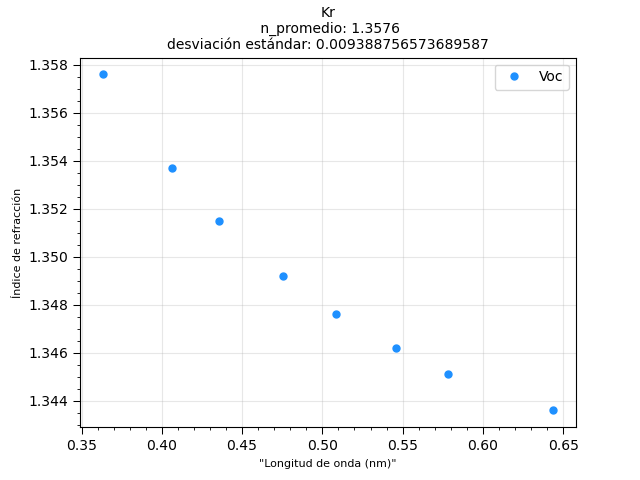 Kr
n_promedio: 1.3576
desviación estándar: 0.009388756573689587
Voc
1.358
1.356
1.354
1.352
1.350
1.348
1.346
1.344
Índice de refracción
0.35 0.40 0.45 0.50 0.55 0.60 0.65
"Longitud de onda (nm)"